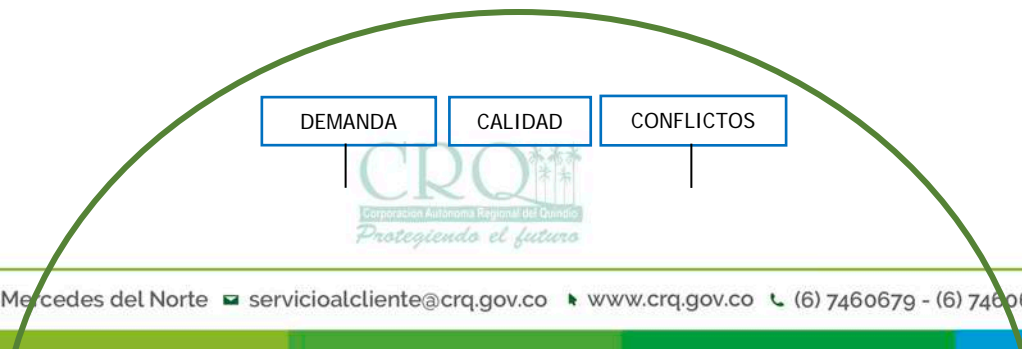 DEMANDA CALIDAD CONFLICTOS
CRQ
Corporación Autónoma Regional del Quindío
Protegiendo el futuro
Mercedes del Norte servicioalcliente@crq.gov.co www.crq.gov.co (6) 7460679 - (6)